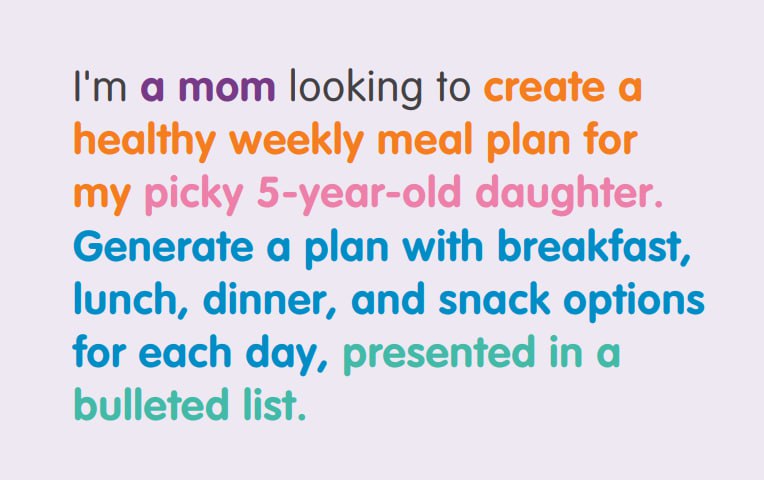 I'm a mom looking to create a
healthy weekly meal plan for
my picky 5-year-old daughter.
Generate a plan with breakfast,
lunch, dinner, and snack options
for each day, presented in a
bulleted list.